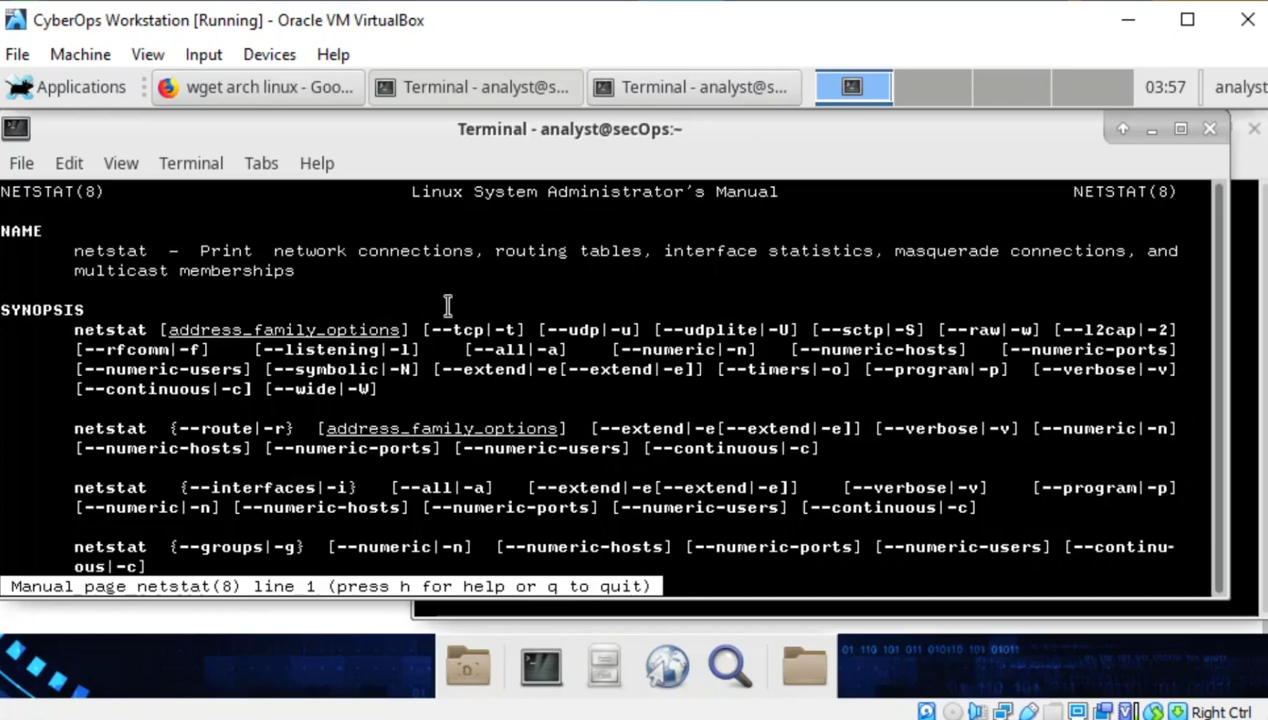 CyberOps Workstation [Running] - Oracle VM VirtualBox
File Machine View Input Devices Help
Applications wget arch linux - Goo... Terminal - analyst@s... Terminal - analyst@s... 03:57 analyst
Terminal - analyst@secOps:~
File Edit View Terminal Tabs Help
NETSTAT(8) Linux System Administrator's Manual NETSTAT(8)
NAME
netstat - Print network connections, routing tables, interface statistics, masquerade connections, and
multicast memberships
SYNOPSIS
netstat [address_family_options] [--tcp|-t] [--udp|-u] [--udplite|-U] [--sctp|-S] [--raw|-w] [--l2cap|-2]
[--rfcomm|-f] [--listening|-l] [--all|-a] [--numeric|-n] [--numeric-hosts] [--numeric-ports]
[--numeric-users] [--symbolic|-N] [--extend|-e[--extend|-e]] [--timers|-o] [--program|-p] [--verbose|-v]
[--continuous|-c] [--wide|-W]
netstat {--route|-r} [address_family_options] [--extend|-e[--extend|-e]] [--verbose|-v] [--numeric|-n]
[--numeric-hosts] [--numeric-ports] [--numeric-users] [--continuous|-c]
netstat {--interfaces|-i} [--all|-a] [--extend|-e[--extend|-e]] [--verbose|-v] [--program|-p]
[--numeric|-n] [--numeric-hosts] [--numeric-ports] [--numeric-users] [--continuous|-c]
netstat {--groups|-g} [--numeric|-n] [--numeric-hosts] [--numeric-ports] [--numeric-users] [--continu-
ous|-c]
Manual page netstat(8) line 1 (press h for help or q to quit)
01 110 101 011 010110 101 01011
Right Ctrl